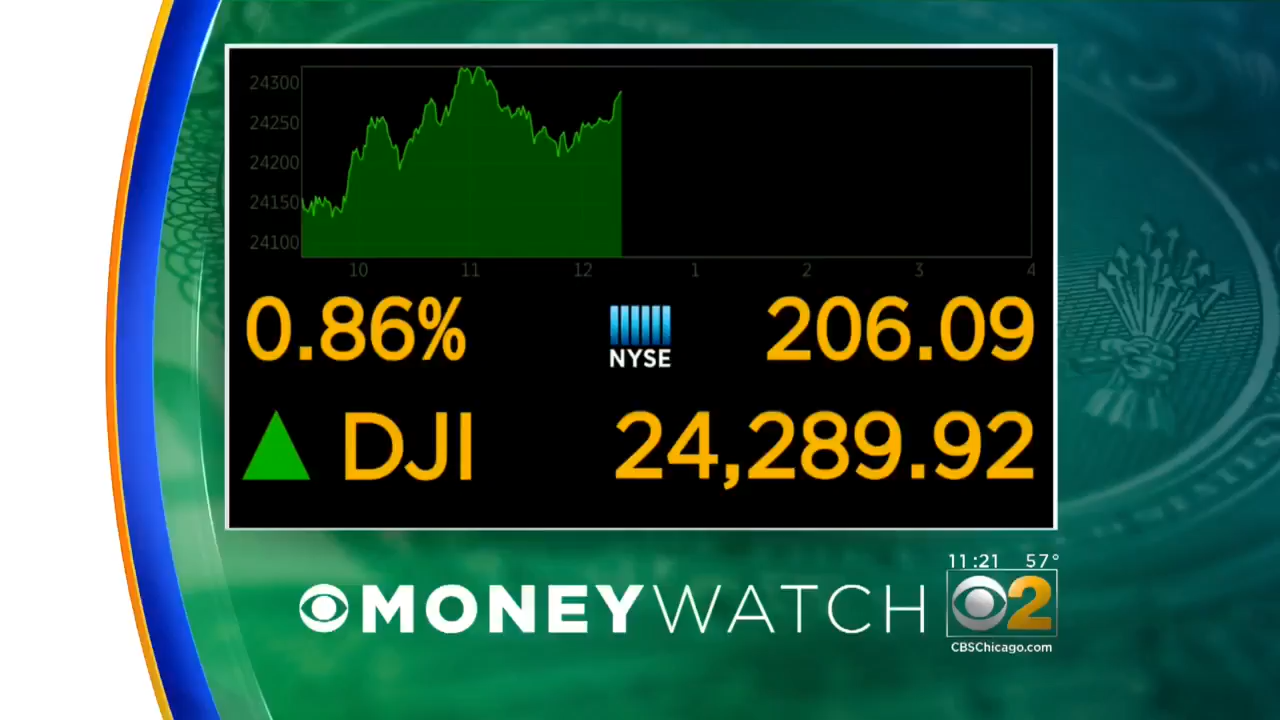 24300
24250
24200
24150
24100
10 11 12 1 2 3 4
0.86% NYSE 206.09
DJI 24,289.92
11:21 57°
MONEYWATCH 2
CBSChicago.com